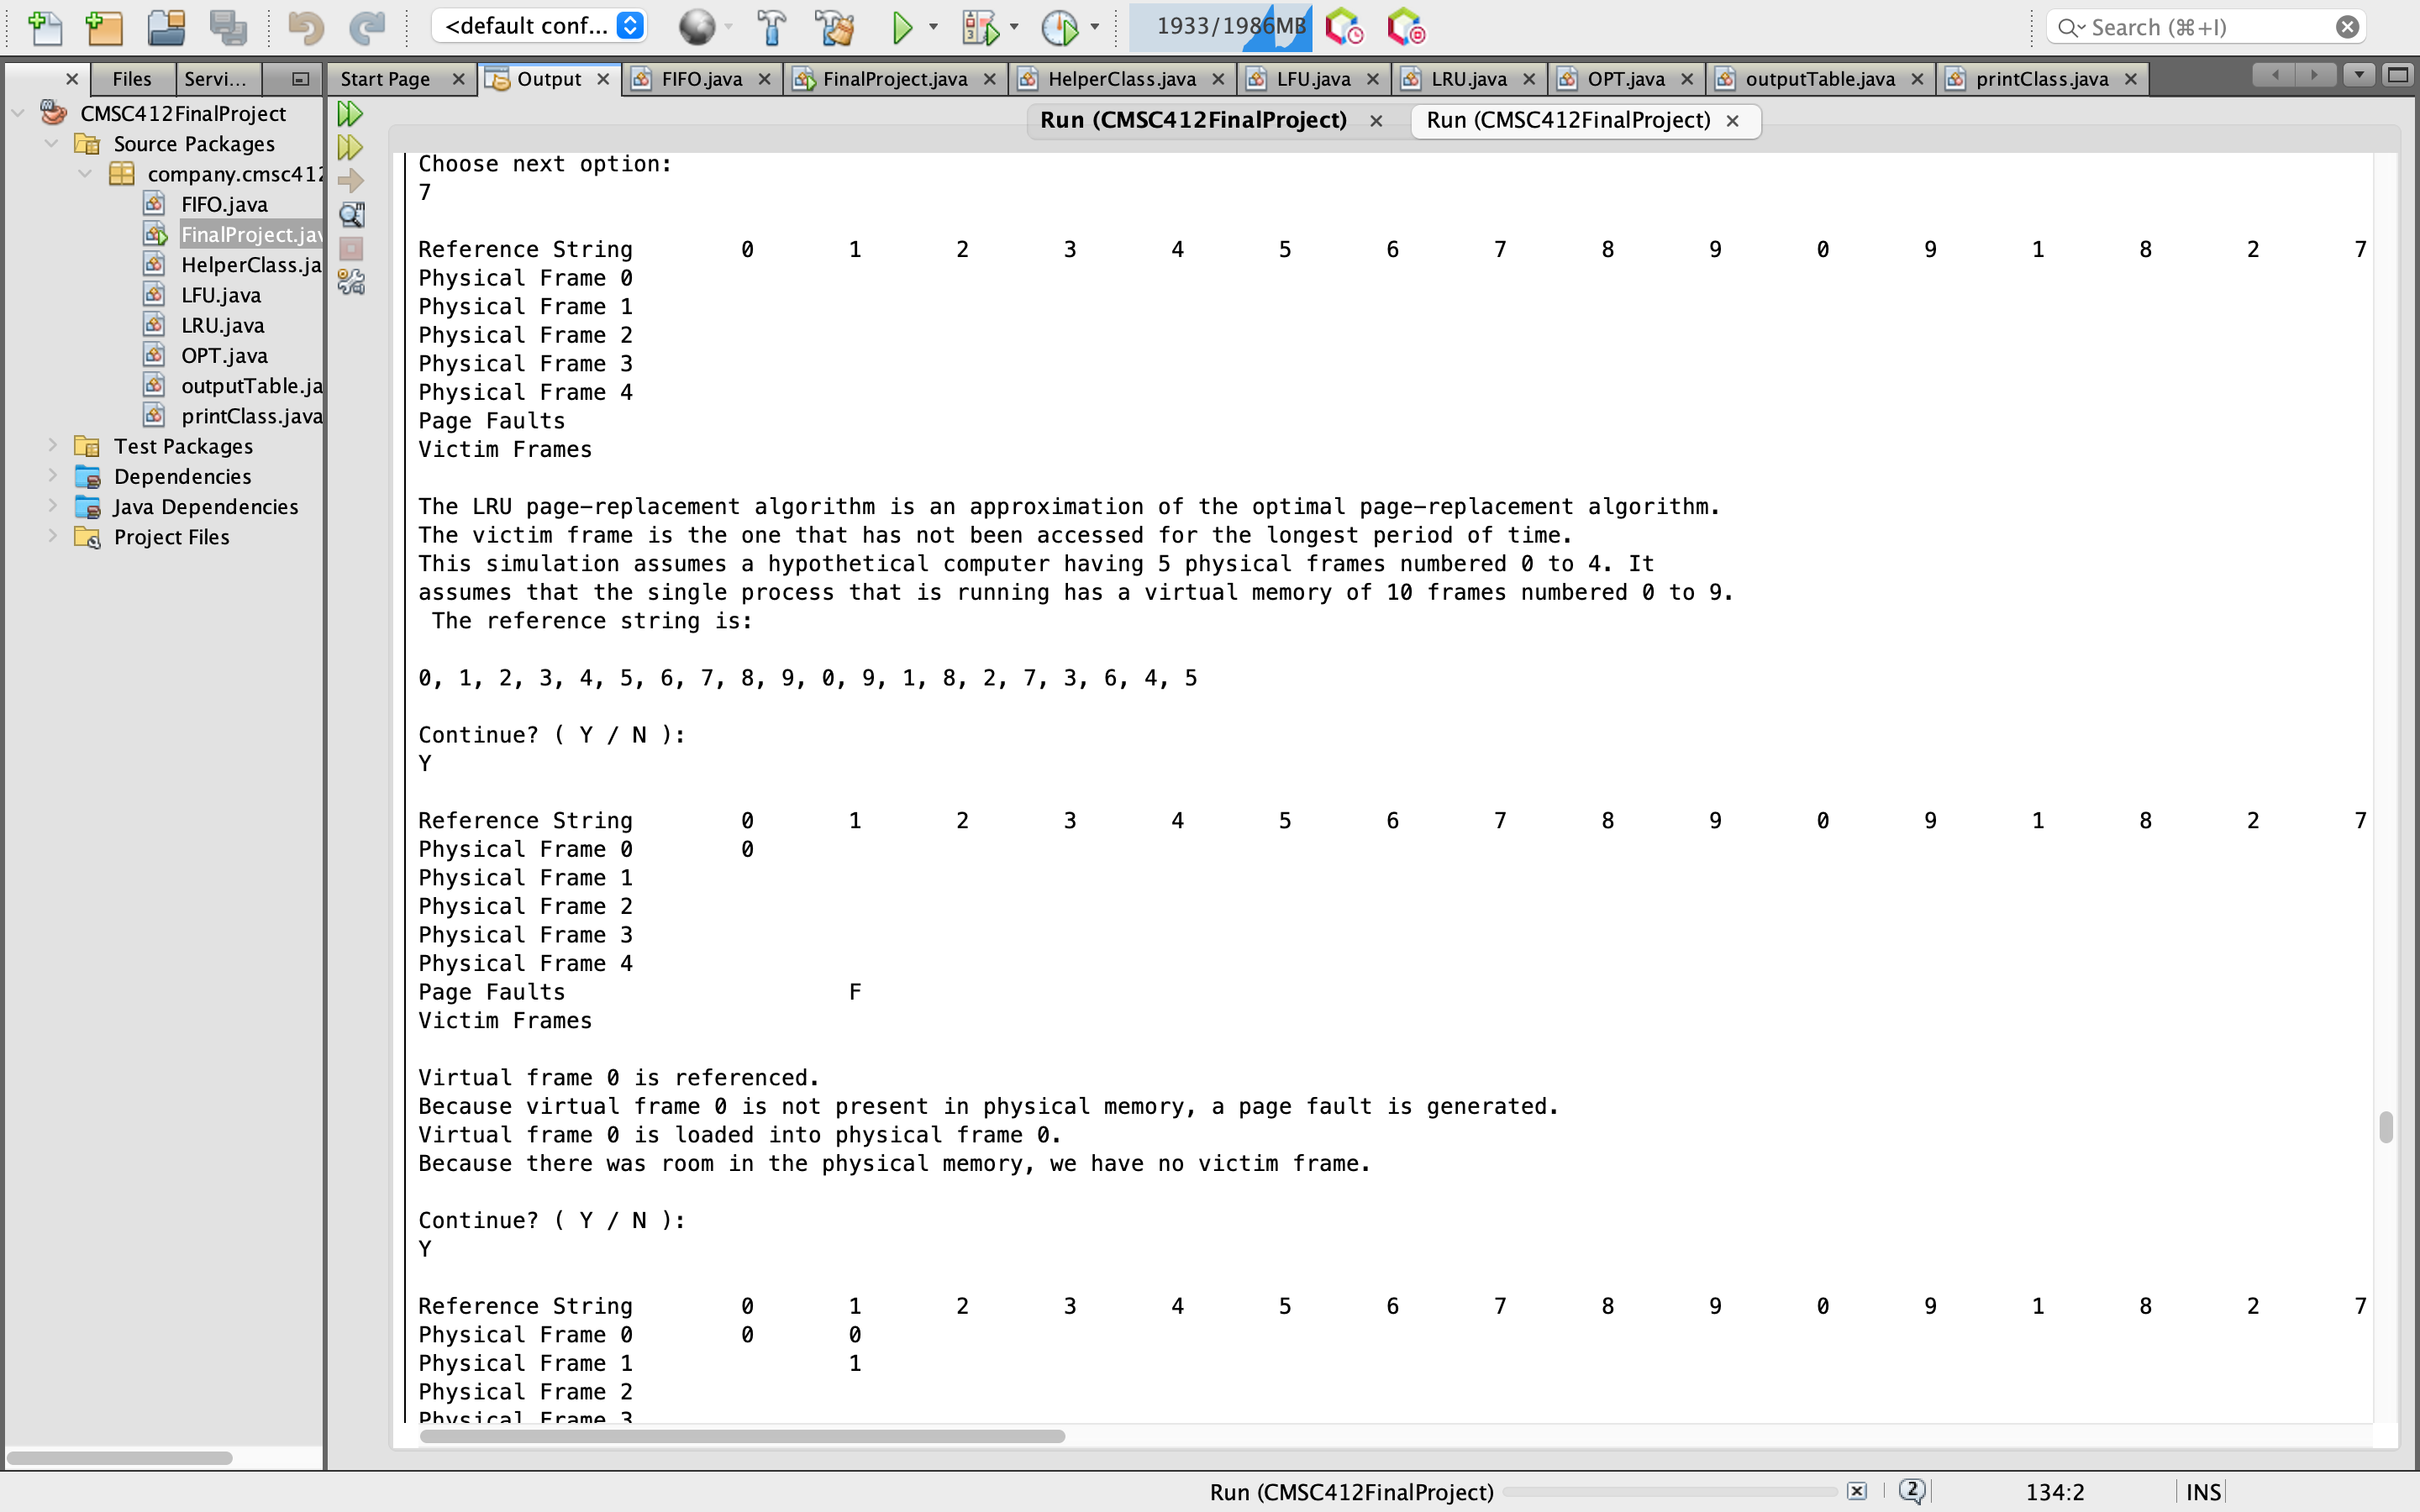 <default conf...
1933/1986MB
Search (⌘+I)
Files Servi...
Start Page Output FIFO.java FinalProject.java HelperClass.java LFU.java LRU.java OPT.java outputTable.java printClass.java
CMSC412FinalProject
Source Packages
company.cmsc412
FIFO.java
FinalProject.jav
HelperClass.ja
LFU.java
LRU.java
OPT.java
outputTable.ja
printClass.java
Test Packages
Dependencies
Java Dependencies
Project Files
Run (CMSC412FinalProject) Run (CMSC412FinalProject)
Choose next option:
7
Reference String 0 1 2 3 4 5 6 7 8 9 0 9 1 8 2 7
Physical Frame 0
Physical Frame 1
Physical Frame 2
Physical Frame 3
Physical Frame 4
Page Faults
Victim Frames
The LRU page-replacement algorithm is an approximation of the optimal page-replacement algorithm.
The victim frame is the one that has not been accessed for the longest period of time.
This simulation assumes a hypothetical computer having 5 physical frames numbered 0 to 4. It
assumes that the single process that is running has a virtual memory of 10 frames numbered 0 to 9.
The reference string is:
0, 1, 2, 3, 4, 5, 6, 7, 8, 9, 0, 9, 1, 8, 2, 7, 3, 6, 4, 5
Continue? ( Y / N ):
Y
Reference String 0 1 2 3 4 5 6 7 8 9 0 9 1 8 2 7
Physical Frame 0 0
Physical Frame 1
Physical Frame 2
Physical Frame 3
Physical Frame 4
Page Faults F
Victim Frames
Virtual frame 0 is referenced.
Because virtual frame 0 is not present in physical memory, a page fault is generated.
Virtual frame 0 is loaded into physical frame 0.
Because there was room in the physical memory, we have no victim frame.
Continue? ( Y / N ):
Y
Reference String 0 1 2 3 4 5 6 7 8 9 0 9 1 8 2 7
Physical Frame 0 0 0
Physical Frame 1 1
Physical Frame 2
Physical Frame 3
Run (CMSC412FinalProject) 2 134:2 INS